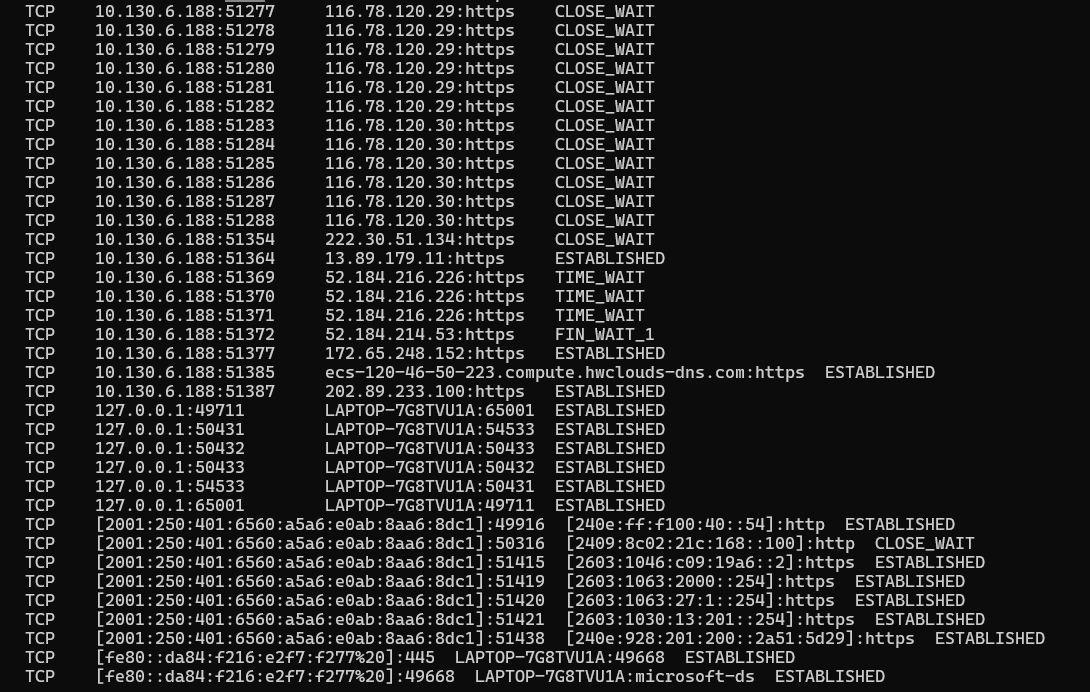 TCP 10.130.6.188:51277 116.78.120.29:https CLOSE_WAIT
TCP 10.130.6.188:51278 116.78.120.29:https CLOSE_WAIT
TCP 10.130.6.188:51279 116.78.120.29:https CLOSE_WAIT
TCP 10.130.6.188:51280 116.78.120.29:https CLOSE_WAIT
TCP 10.130.6.188:51281 116.78.120.29:https CLOSE_WAIT
TCP 10.130.6.188:51282 116.78.120.29:https CLOSE_WAIT
TCP 10.130.6.188:51283 116.78.120.30:https CLOSE_WAIT
TCP 10.130.6.188:51284 116.78.120.30:https CLOSE_WAIT
TCP 10.130.6.188:51285 116.78.120.30:https CLOSE_WAIT
TCP 10.130.6.188:51286 116.78.120.30:https CLOSE_WAIT
TCP 10.130.6.188:51287 116.78.120.30:https CLOSE_WAIT
TCP 10.130.6.188:51288 116.78.120.30:https CLOSE_WAIT
TCP 10.130.6.188:51354 222.30.51.134:https CLOSE_WAIT
TCP 10.130.6.188:51364 13.89.179.11:https ESTABLISHED
TCP 10.130.6.188:51369 52.184.216.226:https TIME_WAIT
TCP 10.130.6.188:51370 52.184.216.226:https TIME_WAIT
TCP 10.130.6.188:51371 52.184.216.226:https TIME_WAIT
TCP 10.130.6.188:51372 52.184.214.53:https FIN_WAIT_1
TCP 10.130.6.188:51377 172.65.248.152:https ESTABLISHED
TCP 10.130.6.188:51385 ecs-120-46-50-223.compute.hwclouds-dns.com:https ESTABLISHED
TCP 10.130.6.188:51387 202.89.233.100:https ESTABLISHED
TCP 127.0.0.1:49711 LAPTOP-7G8TVU1A:65001 ESTABLISHED
TCP 127.0.0.1:50431 LAPTOP-7G8TVU1A:54533 ESTABLISHED
TCP 127.0.0.1:50432 LAPTOP-7G8TVU1A:50433 ESTABLISHED
TCP 127.0.0.1:50433 LAPTOP-7G8TVU1A:50432 ESTABLISHED
TCP 127.0.0.1:54533 LAPTOP-7G8TVU1A:50431 ESTABLISHED
TCP 127.0.0.1:65001 LAPTOP-7G8TVU1A:49711 ESTABLISHED
TCP [2001:250:401:6560:a5a6:e0ab:8aa6:8dc1]:49916 [240e:ff:f100:40::54]:http ESTABLISHED
TCP [2001:250:401:6560:a5a6:e0ab:8aa6:8dc1]:50316 [2409:8c02:21c:168::100]:http CLOSE_WAIT
TCP [2001:250:401:6560:a5a6:e0ab:8aa6:8dc1]:51415 [2603:1046:c09:19a6::2]:https ESTABLISHED
TCP [2001:250:401:6560:a5a6:e0ab:8aa6:8dc1]:51419 [2603:1063:2000::254]:https ESTABLISHED
TCP [2001:250:401:6560:a5a6:e0ab:8aa6:8dc1]:51420 [2603:1063:27:1::254]:https ESTABLISHED
TCP [2001:250:401:6560:a5a6:e0ab:8aa6:8dc1]:51421 [2603:1030:13:201::254]:https ESTABLISHED
TCP [2001:250:401:6560:a5a6:e0ab:8aa6:8dc1]:51438 [240e:928:201:200::2a51:5d29]:https ESTABLISHED
TCP [fe80::da84:f216:e2f7:f277%20]:445 LAPTOP-7G8TVU1A:49668 ESTABLISHED
TCP [fe80::da84:f216:e2f7:f277%20]:49668 LAPTOP-7G8TVU1A:microsoft-ds ESTABLISHED